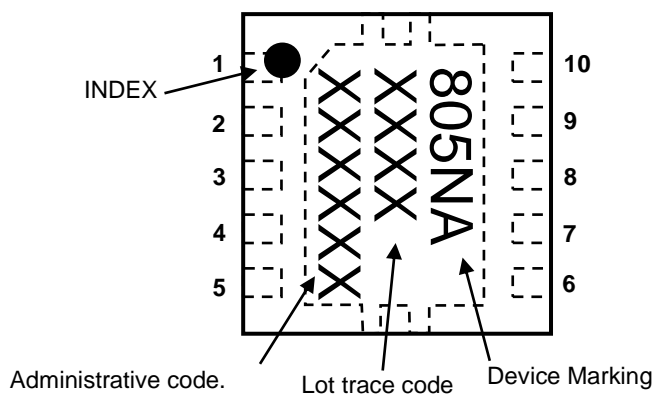 1
INDEX
2
3
4
5
10
9
8
7
6
805NA
XXXX
XXXXXX
Administrative code.
Lot trace code
Device Marking